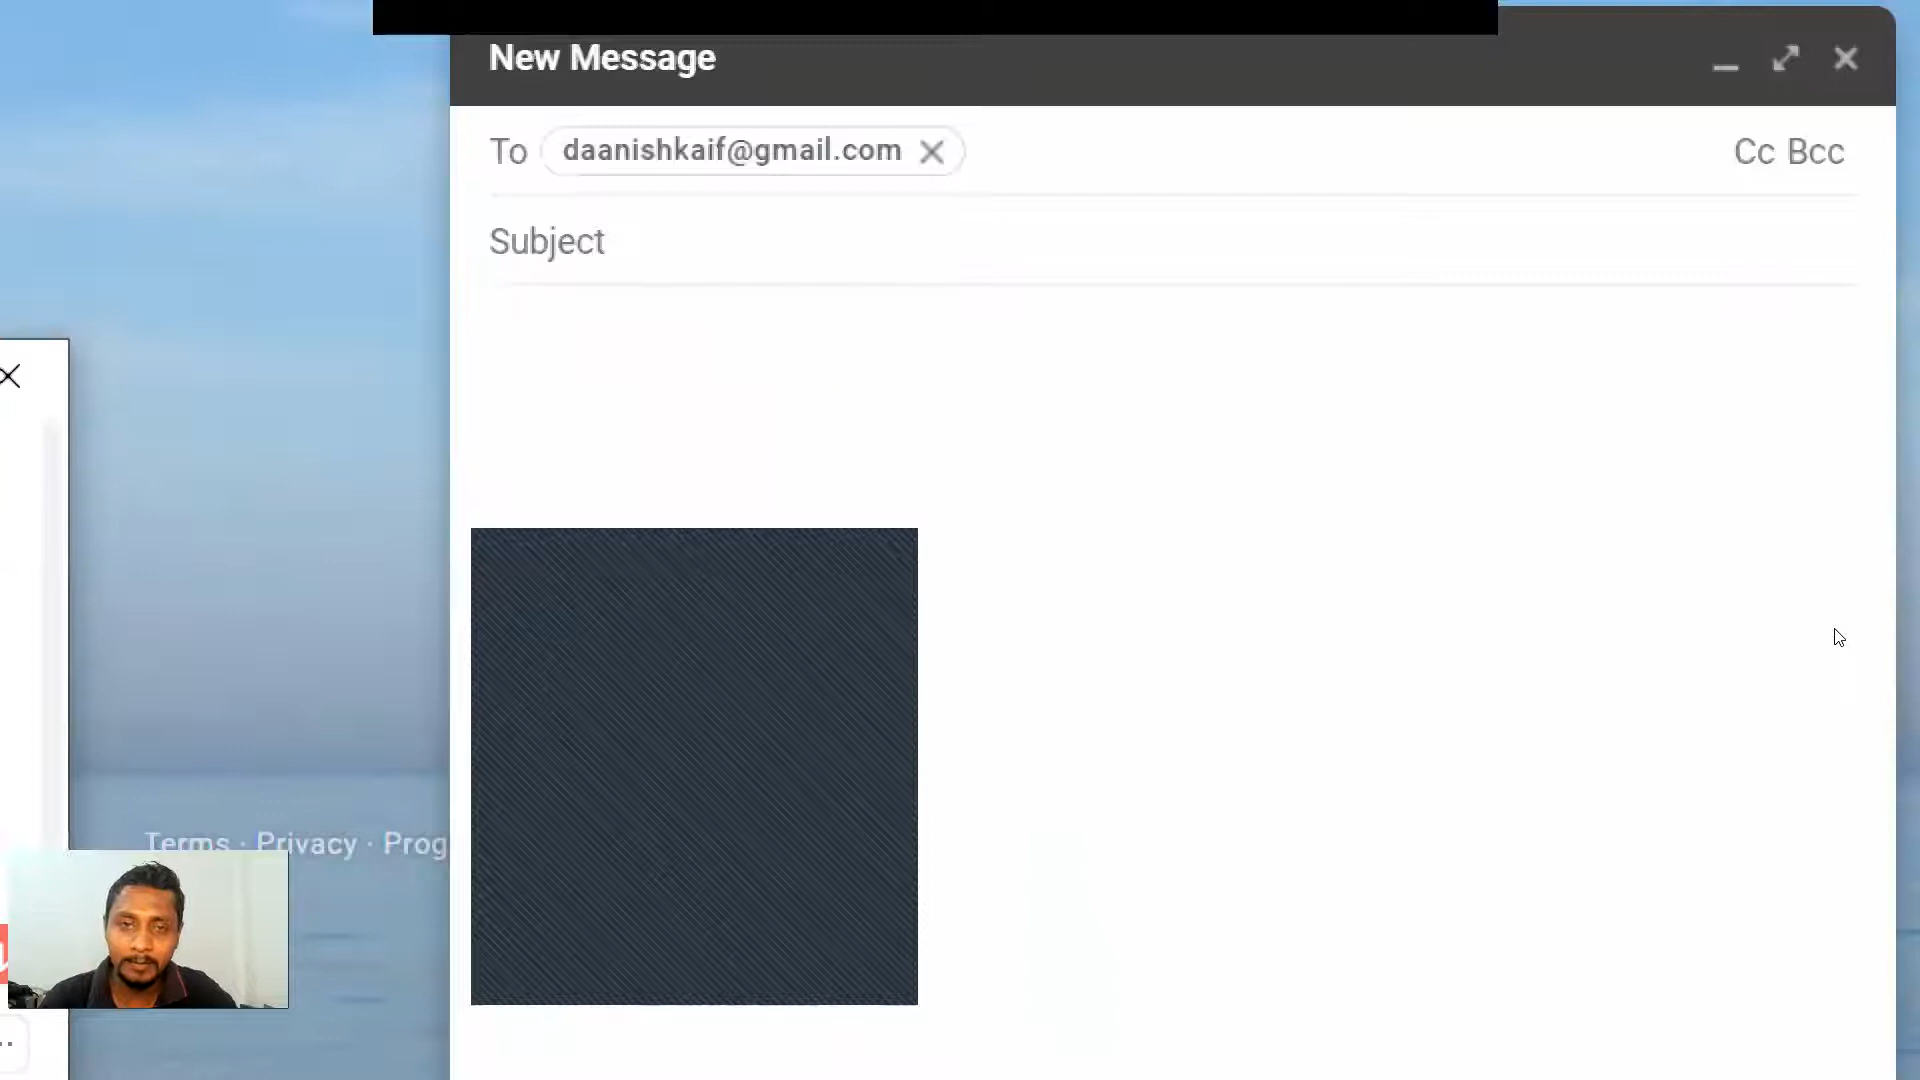 New Message
To daanishkaif@gmail.com Cc Bcc
Subject
Terms · Privacy · Prog